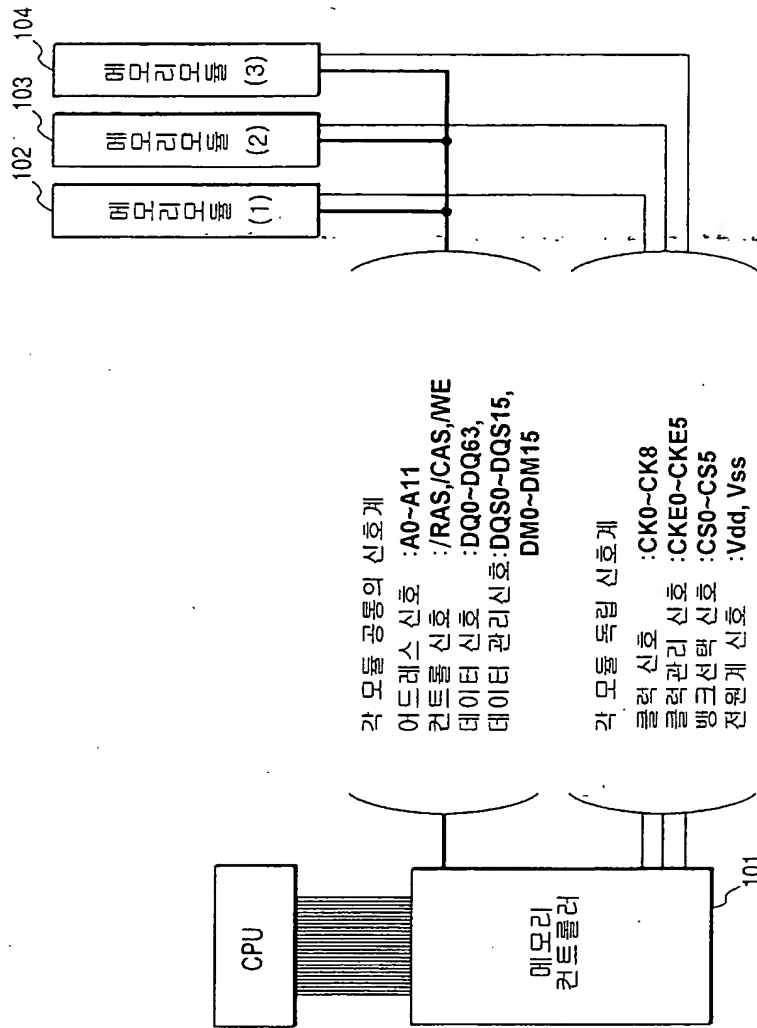 CPU
메모리
컨트롤러
101
각 모듈 공통의 신호계
어드레스 신호 :A0~A11
컨트롤 신호 :/RAS,/CAS,/WE
데이터 신호 :DQ0~DQ63,
데이터 관리신호:DQS0~DQS15,
DM0~DM15
각 모듈 독립 신호계
클럭 신호 :CK0~CK8
클럭관리 신호 :CKE0~CKE5
뱅크선택 신호 :CS0~CS5
전원계 신호 :Vdd, Vss
102
메모리모듈 (1)
103
메모리모듈 (2)
104
메모리모듈 (3)